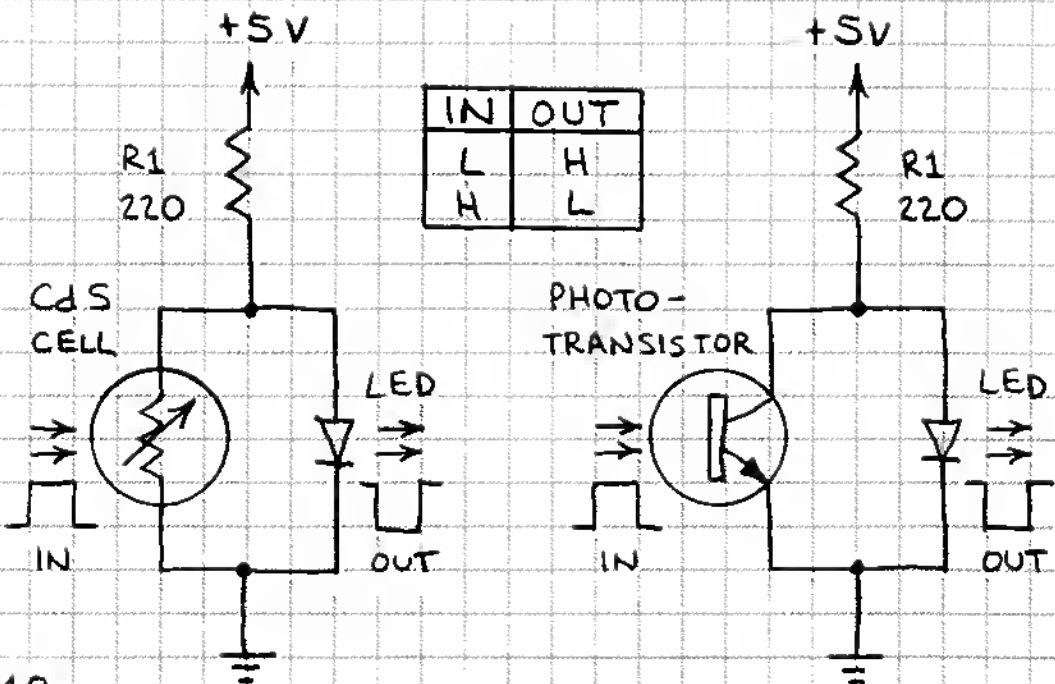 +5V
R1
220
IN OUT
L H
H L
CdS
CELL
LED
IN
OUT
+5V
R1
220
PHOTO-
TRANSISTOR
LED
IN
OUT